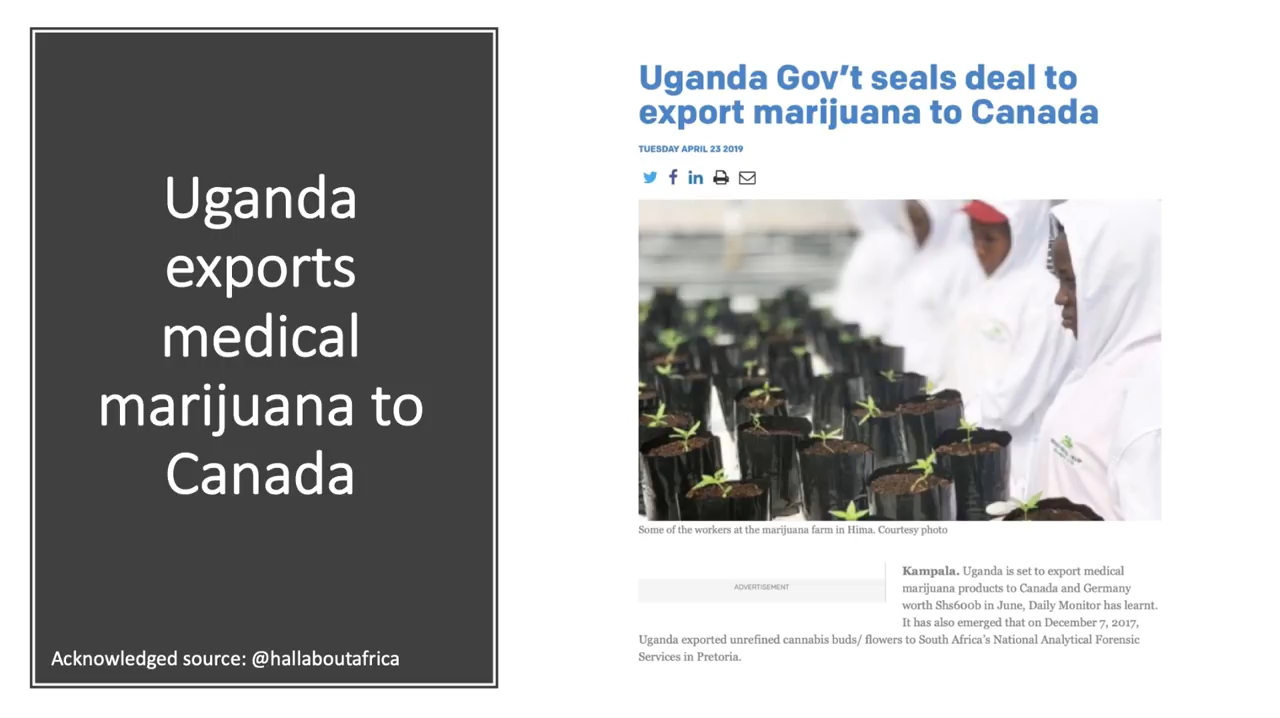 Uganda
exports
medical
marijuana to
Canada
Acknowledged source: @hallaboutafrica
Uganda Gov’t seals deal to
export marijuana to Canada
TUESDAY APRIL 23 2019
Some of the workers at the marijuana farm in Hima. Courtesy photo
ADVERTISEMENT
Kampala. Uganda is set to export medical
marijuana products to Canada and Germany
worth Shs600b in June, Daily Monitor has learnt.
It has also emerged that on December 7, 2017,
Uganda exported unrefined cannabis buds/ flowers to South Africa’s National Analytical Forensic
Services in Pretoria.